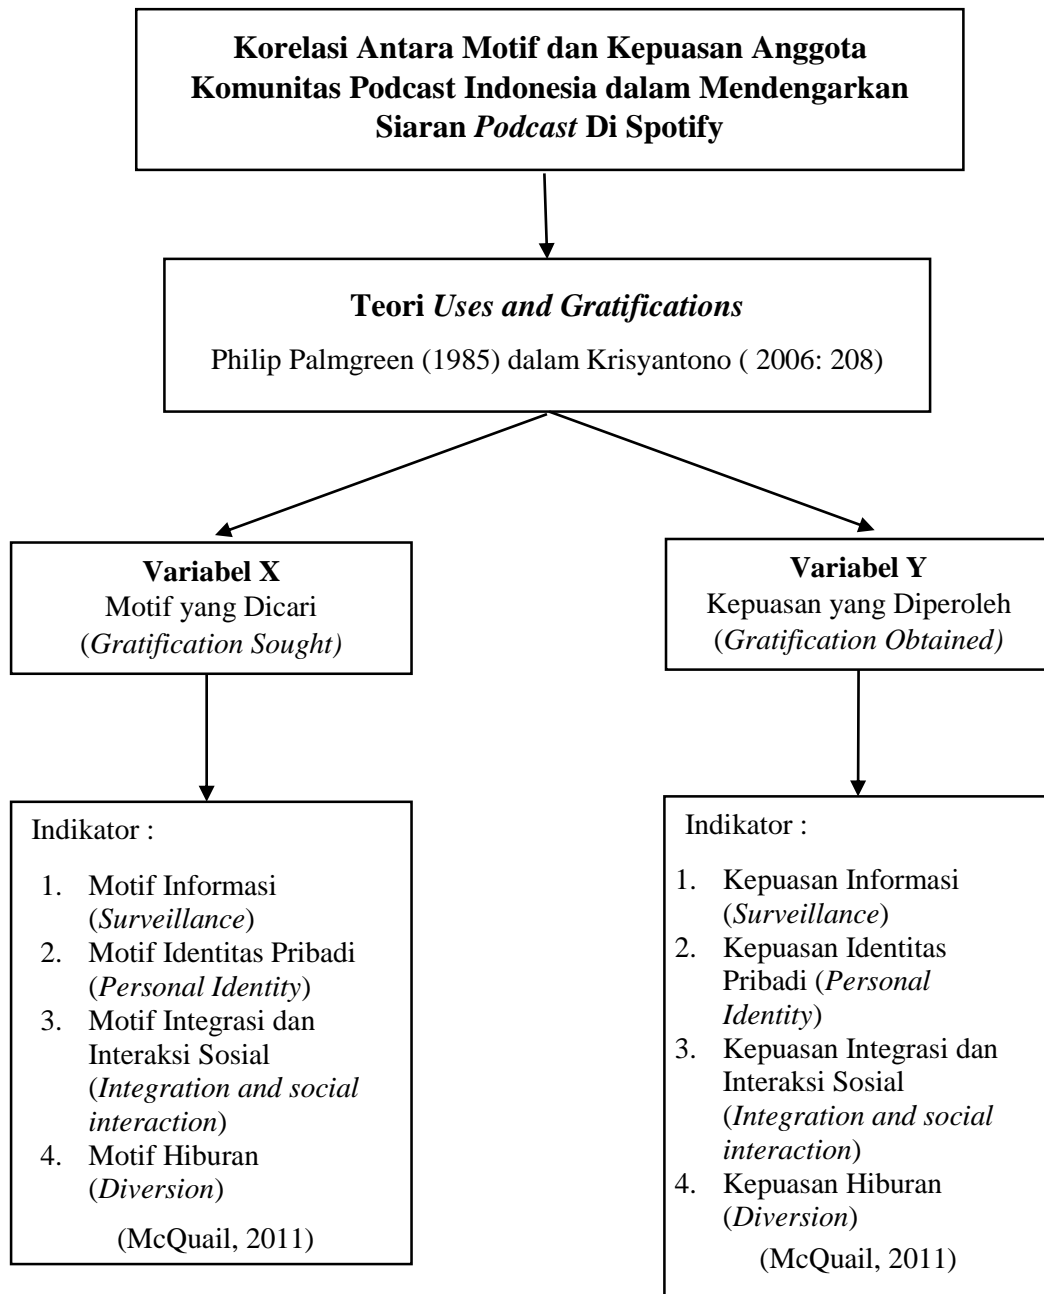 Korelasi Antara Motif dan Kepuasan Anggota
Komunitas Podcast Indonesia dalam Mendengarkan
Siaran Podcast Di Spotify
Teori Uses and Gratifications
Philip Palmgreen (1985) dalam Krisyantono ( 2006: 208)
Variabel X
Motif yang Dicari
(Gratification Sought)
Variabel Y
Kepuasan yang Diperoleh
(Gratification Obtained)
Indikator :
1. Motif Informasi
(Surveillance)
2. Motif Identitas Pribadi
(Personal Identity)
3. Motif Integrasi dan
Interaksi Sosial
(Integration and social
interaction)
4. Motif Hiburan
(Diversion)
(McQuail, 2011)
Indikator :
1. Kepuasan Informasi
(Surveillance)
2. Kepuasan Identitas
Pribadi (Personal
Identity)
3. Kepuasan Integrasi dan
Interaksi Sosial
(Integration and social
interaction)
4. Kepuasan Hiburan
(Diversion)
(McQuail, 2011)